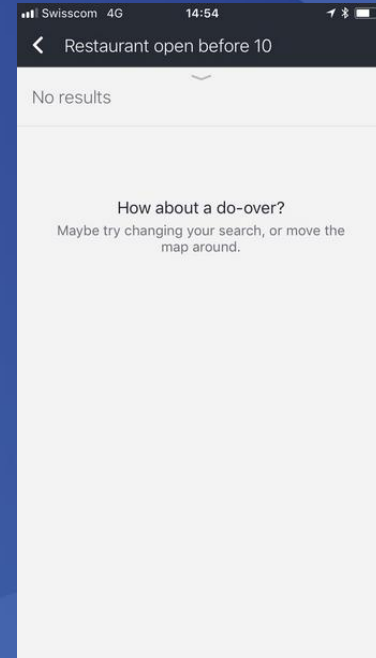 Swisscom 4G 14:54
Restaurant open before 10
No results
How about a do-over?
Maybe try changing your search, or move the
map around.